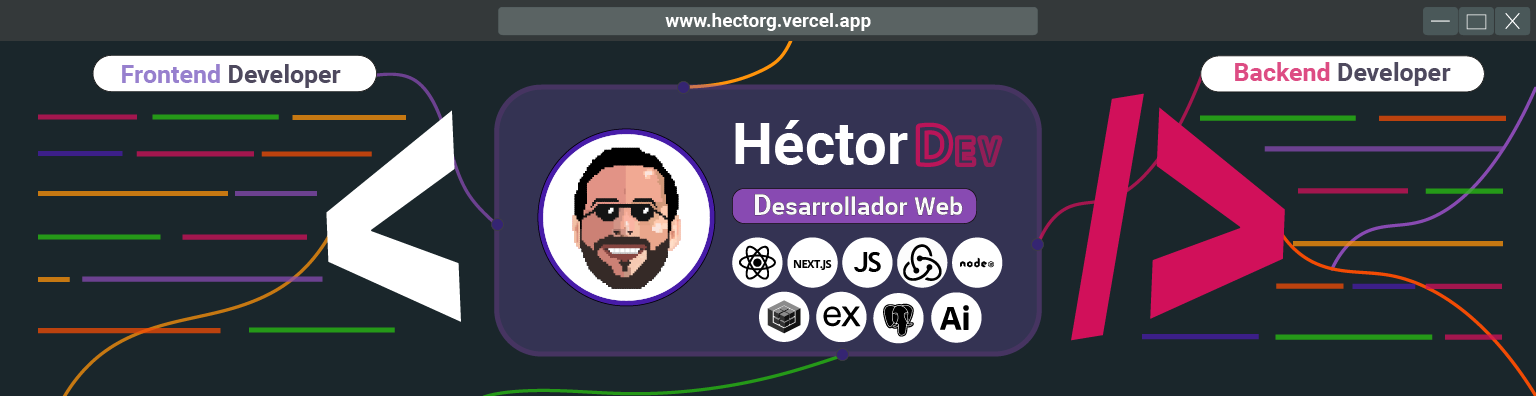 www.hectorg.vercel.app
Frontend Developer
Backend Developer
Héctor DEV
Desarrollador Web
NEXT.JS
JS
node
ex
Ai